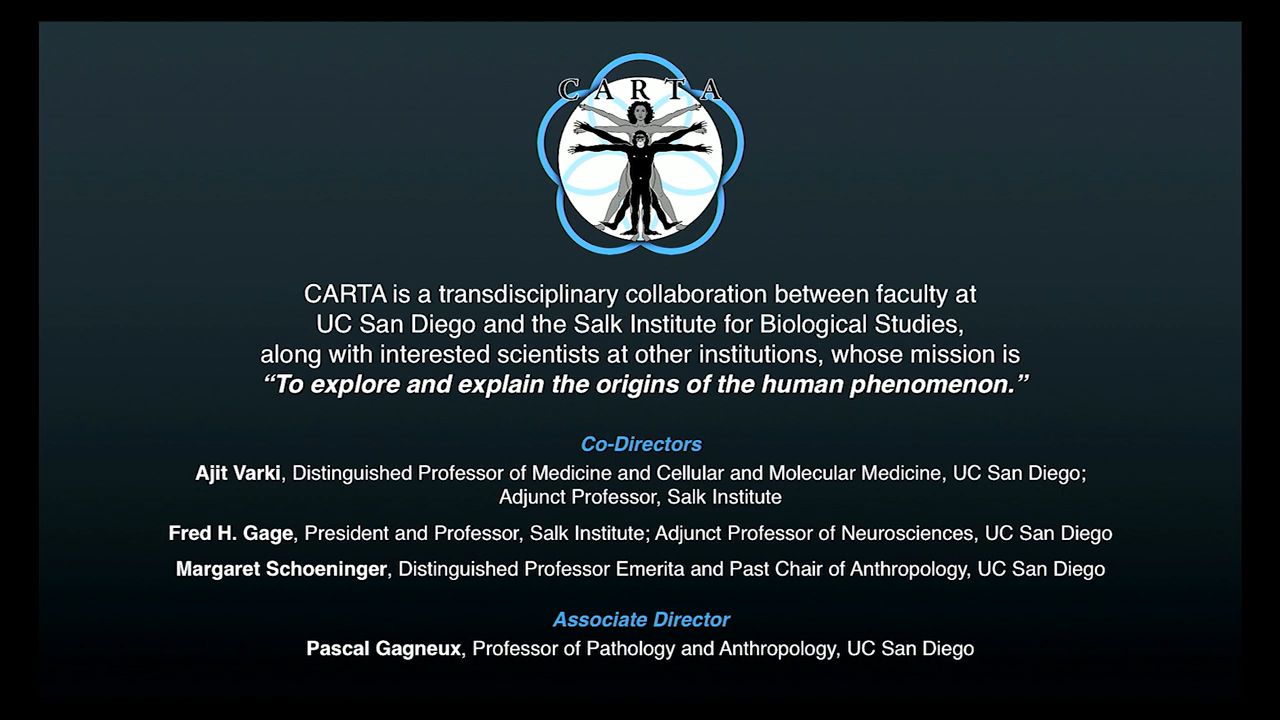 CARTA
CARTA is a transdisciplinary collaboration between faculty at
UC San Diego and the Salk Institute for Biological Studies,
along with interested scientists at other institutions, whose mission is
“To explore and explain the origins of the human phenomenon.”
Co-Directors
Ajit Varki, Distinguished Professor of Medicine and Cellular and Molecular Medicine, UC San Diego;
Adjunct Professor, Salk Institute
Fred H. Gage, President and Professor, Salk Institute; Adjunct Professor of Neurosciences, UC San Diego
Margaret Schoeninger, Distinguished Professor Emerita and Past Chair of Anthropology, UC San Diego
Associate Director
Pascal Gagneux, Professor of Pathology and Anthropology, UC San Diego